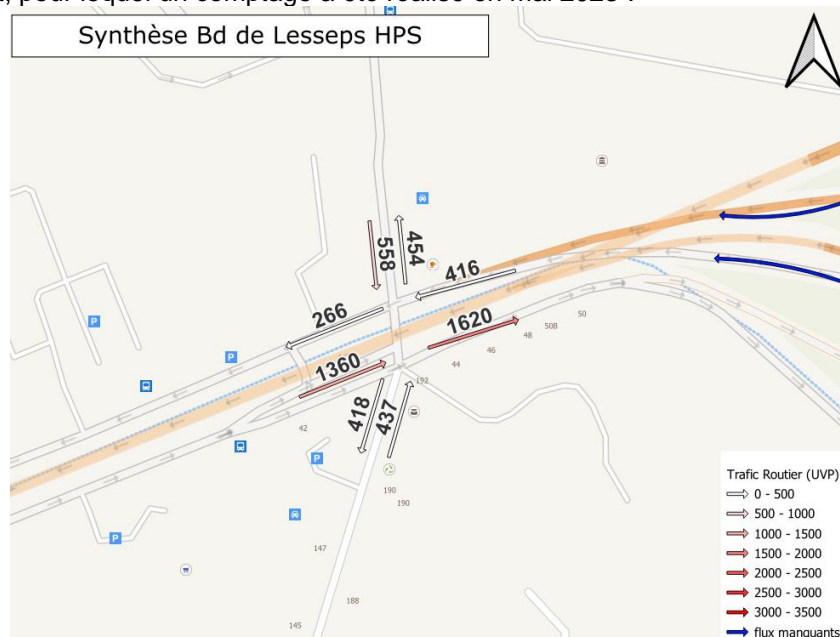 Synthèse Bd de Lesseps HPS
558
454
416
266
1620
1360
418
437
50
50B
48
46
44
192
42
190
190
147
188
145
P
P
P
P
Trafic Routier (UVP)
0 - 500
500 - 1000
1000 - 1500
1500 - 2000
2000 - 2500
2500 - 3000
3000 - 3500
flux manquants